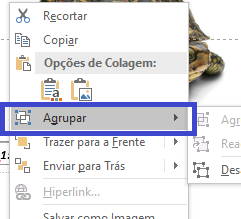 Recortar
Copiar
Opções de Colagem:
Agrupar
Trazer para a Frente
Enviar para Trás
Hiperlink...
Salvar como Imagem